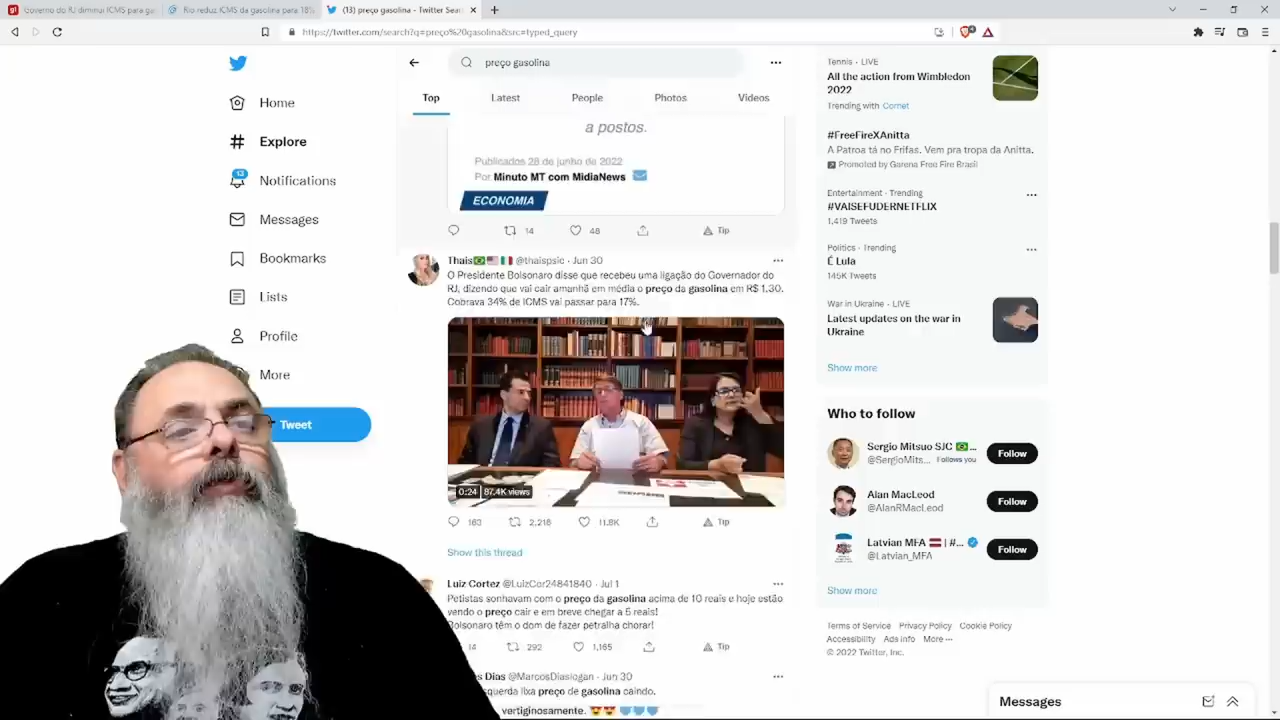 Governo do RJ diminui ICMS para ga
Rio reduz ICMS da gasolina para 18%
(13) preço gasolina - Twitter Sear
https://twitter.com/search?q=preço%20gasolina&src=typed_query
Home
Explore
12
Notifications
Messages
Bookmarks
Lists
Profile
More
Tweet
preço gasolina
Top
Latest
People
Photos
Videos
a postos.
Publicados 28 de junho de 2022
Por Minuto MT com MidiaNews
ECONOMIA
14
48
Tip
Thais @thaispsic · Jun 30
O Presidente Bolsonaro disse que recebeu uma ligação do Governador do
RJ, dizendo que vai cair amanhã em média o preço da gasolina em R$ 1,30.
Cobrava 34% de ICMS vai passar para 17%.
0:24 87.4K views
163
2,218
11.8K
Tip
Show this thread
Luiz Cortez @LuizCor24841840 · Jul 1
Petistas sonhavam com o preço da gasolina acima de 10 reais e hoje estão
vendo o preço cair e em breve chegar a 5 reais!
Bolsonaro têm o dom de fazer petralha chorar!
14
292
1,165
Tip
Dias @MarcosDiaslogan · Jun 30
squerda lixa preço de gasolina caindo.
vertiginosamente.
Tennis · LIVE
All the action from Wimbledon
2022
Trending with Cornet
#FreeFireXAnitta
A Patroa tá no Frifas. Vem pra tropa da Anitta.
Promoted by Garena Free Fire Brasil
Entertainment · Trending
#VAISEFUDERNETFLIX
1,419 Tweets
Politics · Trending
É Lula
145K Tweets
War in Ukraine · LIVE
Latest updates on the war in
Ukraine
Show more
Who to follow
Sergio Mitsuo SJC ...
@SergioMits... Follows you
Follow
Alan MacLeod
@AlanRMacLeod
Follow
Latvian MFA | #...
@Latvian_MFA
Follow
Show more
Terms of Service Privacy Policy Cookie Policy
Accessibility Ads info More ···
© 2022 Twitter, Inc.
Messages